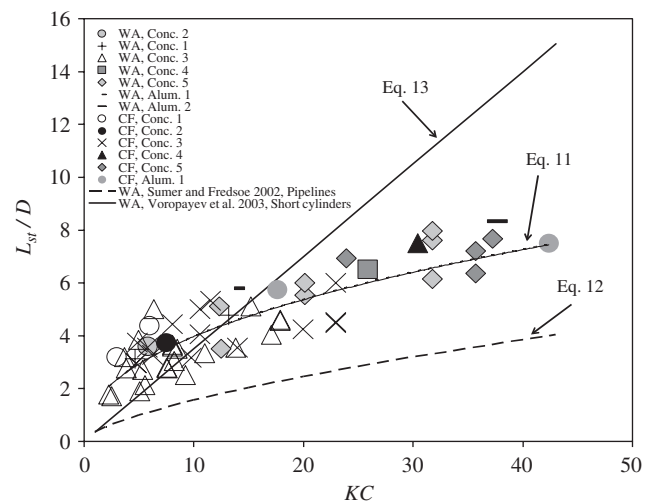 16
14
12
10
8
6
4
2
0
L_st / D
WA, Conc. 2
WA, Conc. 1
WA, Conc. 3
WA, Conc. 4
WA, Conc. 5
WA, Alum. 1
WA, Alum. 2
CF, Conc. 1
CF, Conc. 2
CF, Conc. 3
CF, Conc. 4
CF, Conc. 5
CF, Alum. 1
WA, Sumer and Fredsoe 2002, Pipelines
WA, Voropayev et al. 2003, Short cylinders
Eq. 13
Eq. 11
Eq. 12
0 10 20 30 40 50
KC